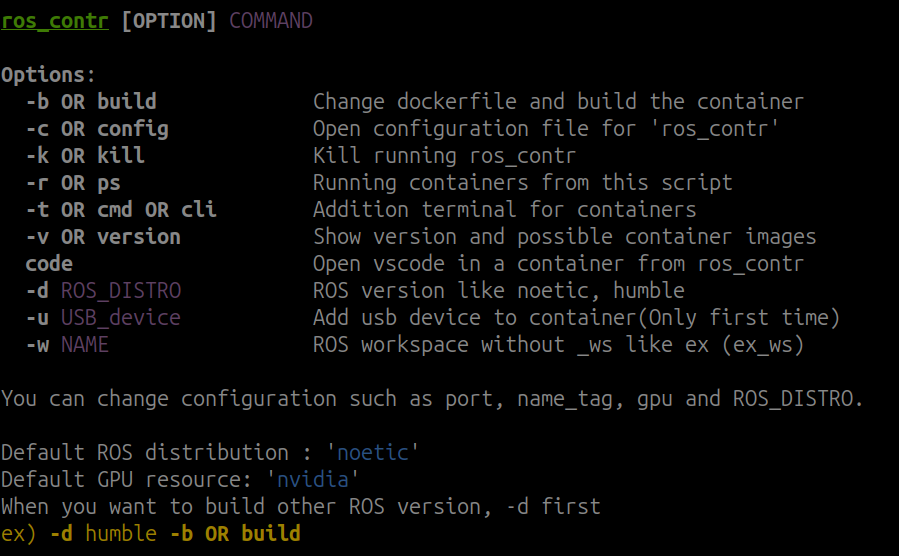 ros_contr [OPTION] COMMAND
Options:
-b OR build Change dockerfile and build the container
-c OR config Open configuration file for 'ros_contr'
-k OR kill Kill running ros_contr
-r OR ps Running containers from this script
-t OR cmd OR cli Addition terminal for containers
-v OR version Show version and possible container images
code Open vscode in a container from ros_contr
-d ROS_DISTRO ROS version like noetic, humble
-u USB_device Add usb device to container(Only first time)
-w NAME ROS workspace without _ws like ex (ex_ws)
You can change configuration such as port, name_tag, gpu and ROS_DISTRO.
Default ROS distribution : 'noetic'
Default GPU resource: 'nvidia'
When you want to build other ROS version, -d first
ex) -d humble -b OR build